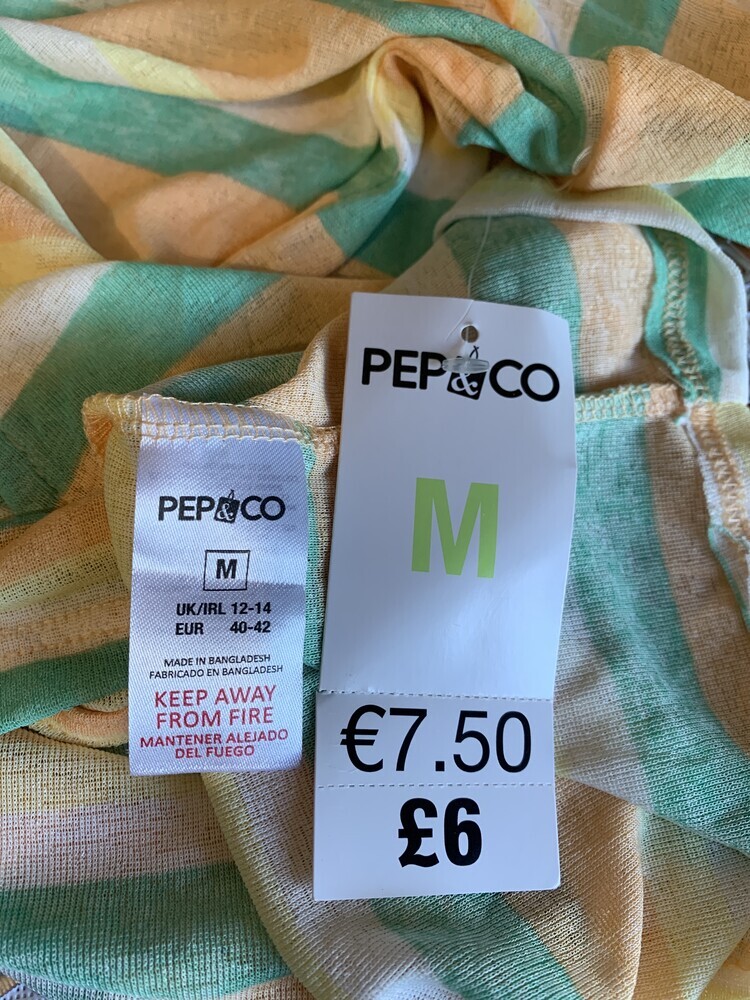 PEP&CO
M
€7.50
£6
PEP&CO
M
UK/IRL 12-14
EUR 40-42
MADE IN BANGLADESH
FABRICADO EN BANGLADESH
KEEP AWAY
FROM FIRE
MANTENER ALEJADO
DEL FUEGO